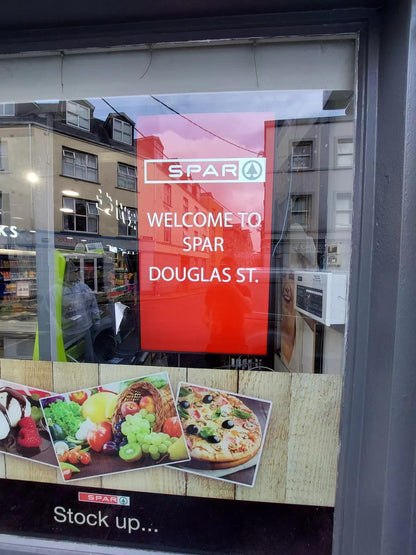 SPAR
WELCOME TO
SPAR
DOUGLAS ST.
SPAR
Stock up...